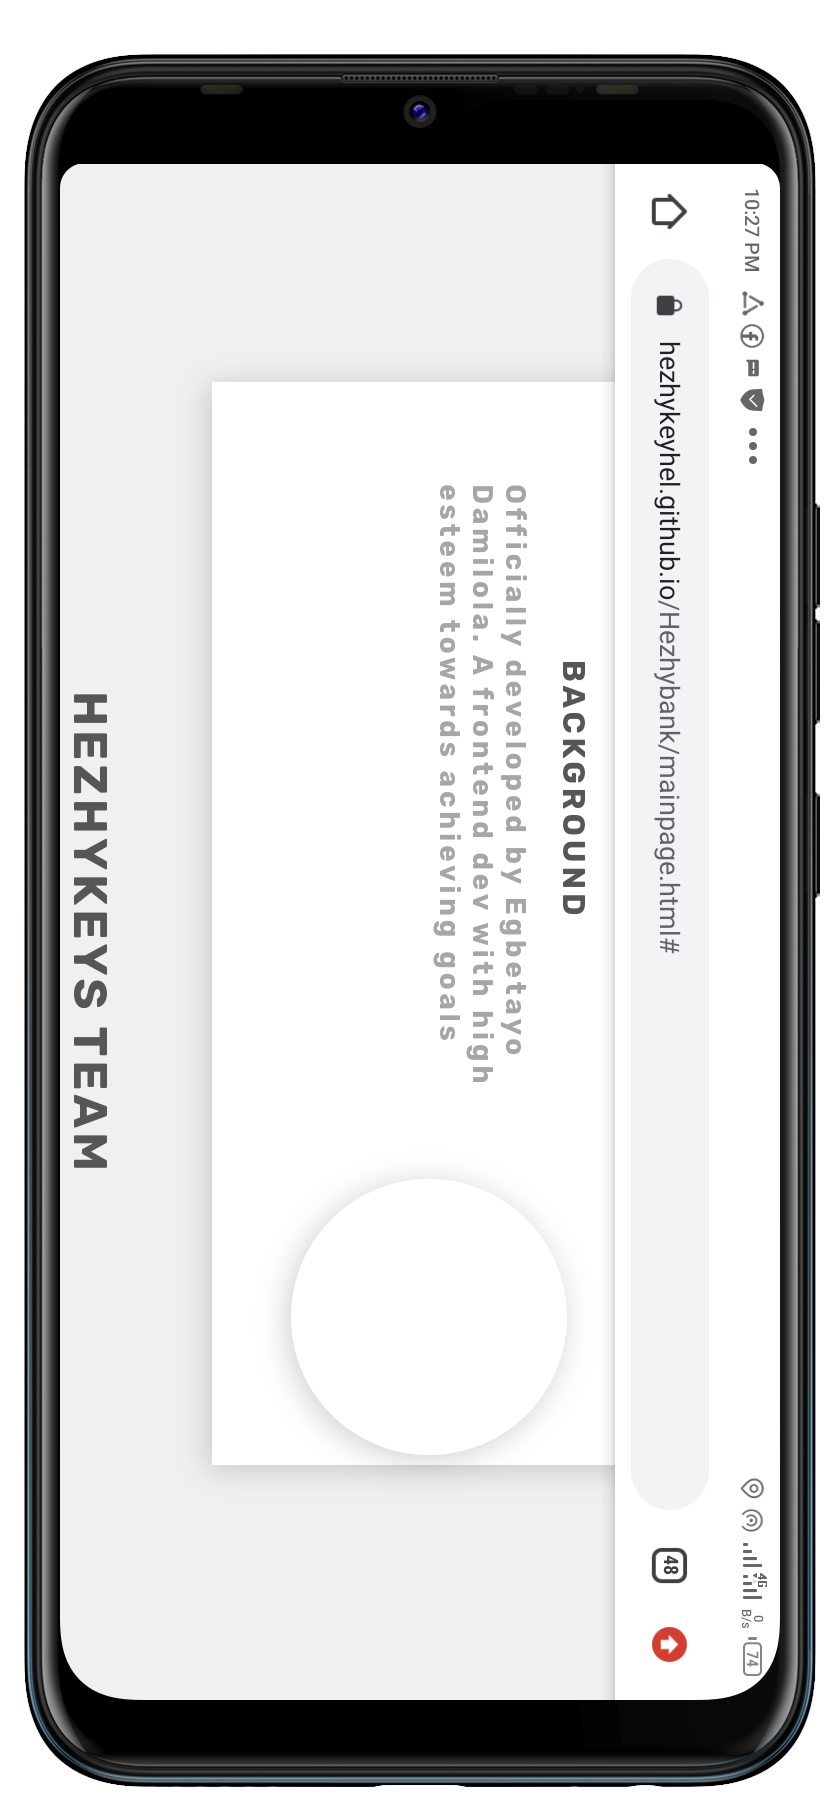 10:27 PM
4G
0
B/s
74
hezhykeyhel.github.io/Hezhybank/mainpage.html#
48
BACKGROUND
Officially developed by Egbetayo
Damilola. A frontend dev with high
esteem towards achieving goals
HEZHYKEYS TEAM